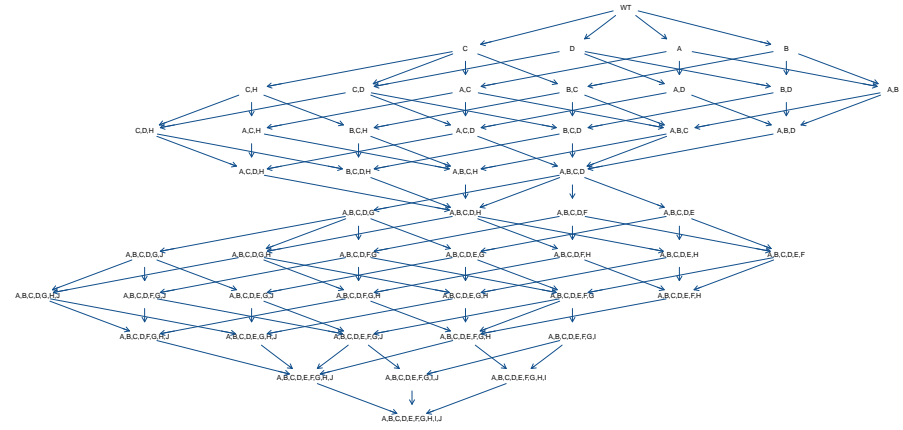 WT
C D A B
C,H C,D A,C B,C A,D B,D A,B
C,D,H A,C,H B,C,H A,C,D B,C,D A,B,C A,B,D
A,C,D,H B,C,D,H A,B,C,H A,B,C,D
A,B,C,D,G A,B,C,D,H A,B,C,D,F A,B,C,D,E
A,B,C,D,G,J A,B,C,D,G,H A,B,C,D,F,G A,B,C,D,E,G A,B,C,D,F,H A,B,C,D,E,H A,B,C,D,E,F
A,B,C,D,G,H,J A,B,C,D,F,G,J A,B,C,D,E,G,J A,B,C,D,F,G,H A,B,C,D,E,G,H A,B,C,D,E,F,G A,B,C,D,E,F,H
A,B,C,D,F,G,H,J A,B,C,D,E,G,H,J A,B,C,D,E,F,G,J A,B,C,D,E,F,G,H A,B,C,D,E,F,G,I
A,B,C,D,E,F,G,H,J A,B,C,D,E,F,G,I,J A,B,C,D,E,F,G,H,I
A,B,C,D,E,F,G,H,I,J